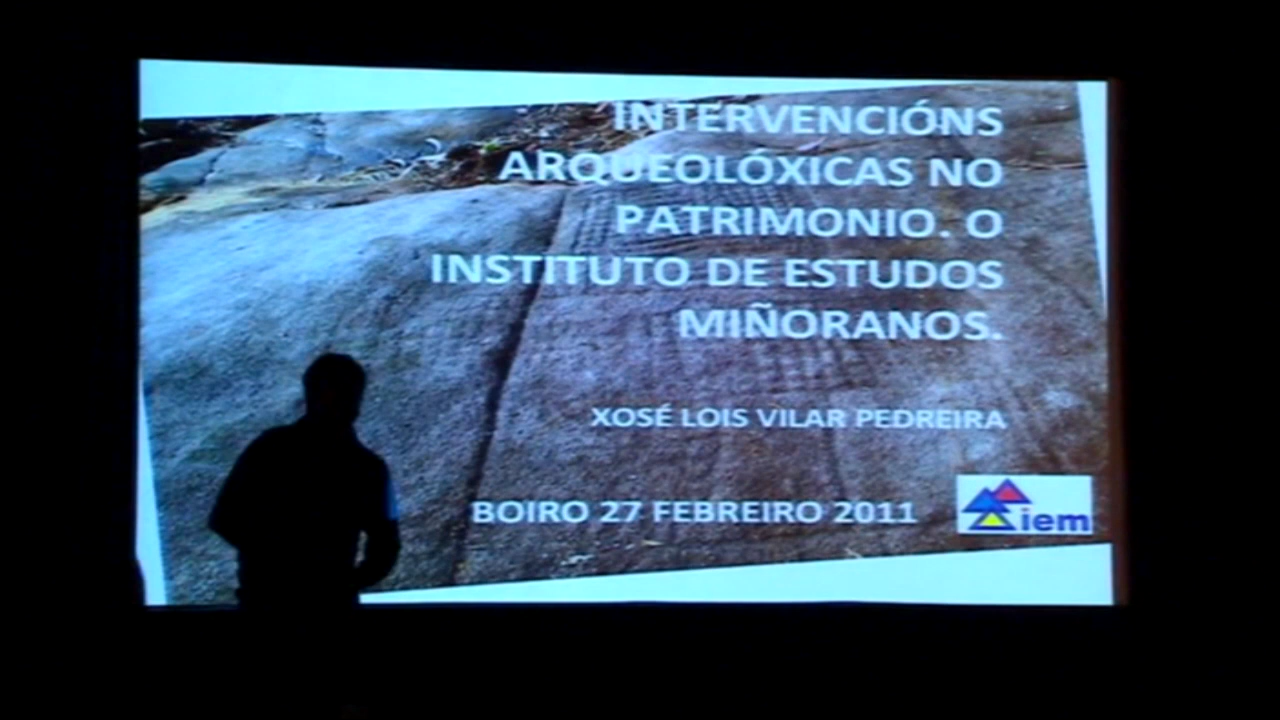 INTERVENCIÓNS
ARQUEOLÓXICAS NO
PATRIMONIO. O
INSTITUTO DE ESTUDOS
MIÑORANOS.
XOSÉ LOIS VILAR PEDREIRA
BOIRO 27 FEBREIRO 2011
iem